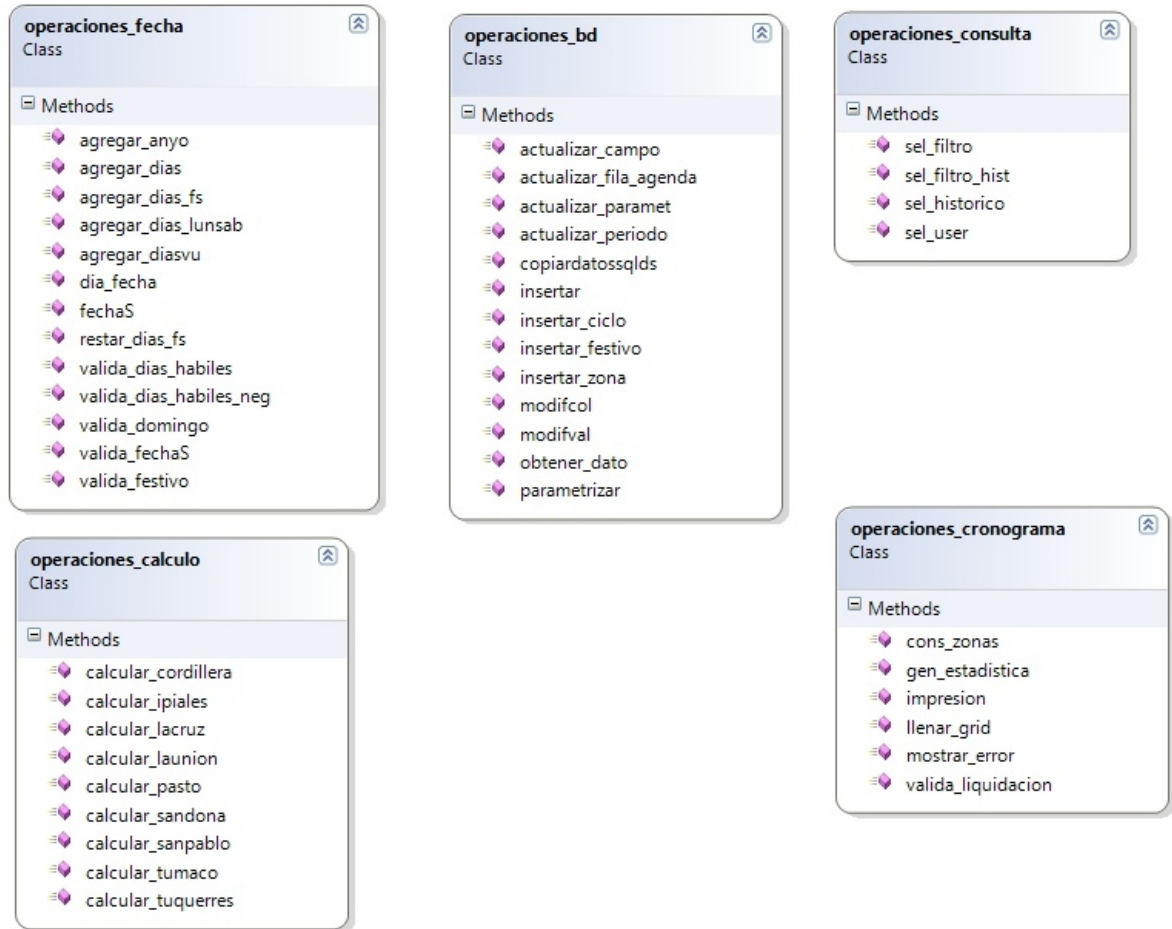 operaciones_fecha
Class
Methods
agregar_anyo
agregar_dias
agregar_dias_fs
agregar_dias_lunsab
agregar_diasvu
dia_fecha
fechaS
restar_dias_fs
valida_dias_habiles
valida_dias_habiles_neg
valida_domingo
valida_fechaS
valida_festivo
operaciones_bd
Class
Methods
actualizar_campo
actualizar_fila_agenda
actualizar_paramet
actualizar_periodo
copiardatossqlds
insertar
insertar_ciclo
insertar_festivo
insertar_zona
modifcol
modifval
obtener_dato
parametrizar
operaciones_consulta
Class
Methods
sel_filtro
sel_filtro_hist
sel_historico
sel_user
operaciones_calculo
Class
Methods
calcular_cordillera
calcular_ipiales
calcular_lacruz
calcular_launion
calcular_pasto
calcular_sandona
calcular_sanpablo
calcular_tumaco
calcular_tuquerres
operaciones_cronograma
Class
Methods
cons_zonas
gen_estadistica
impresion
llenar_grid
mostrar_error
valida_liquidacion